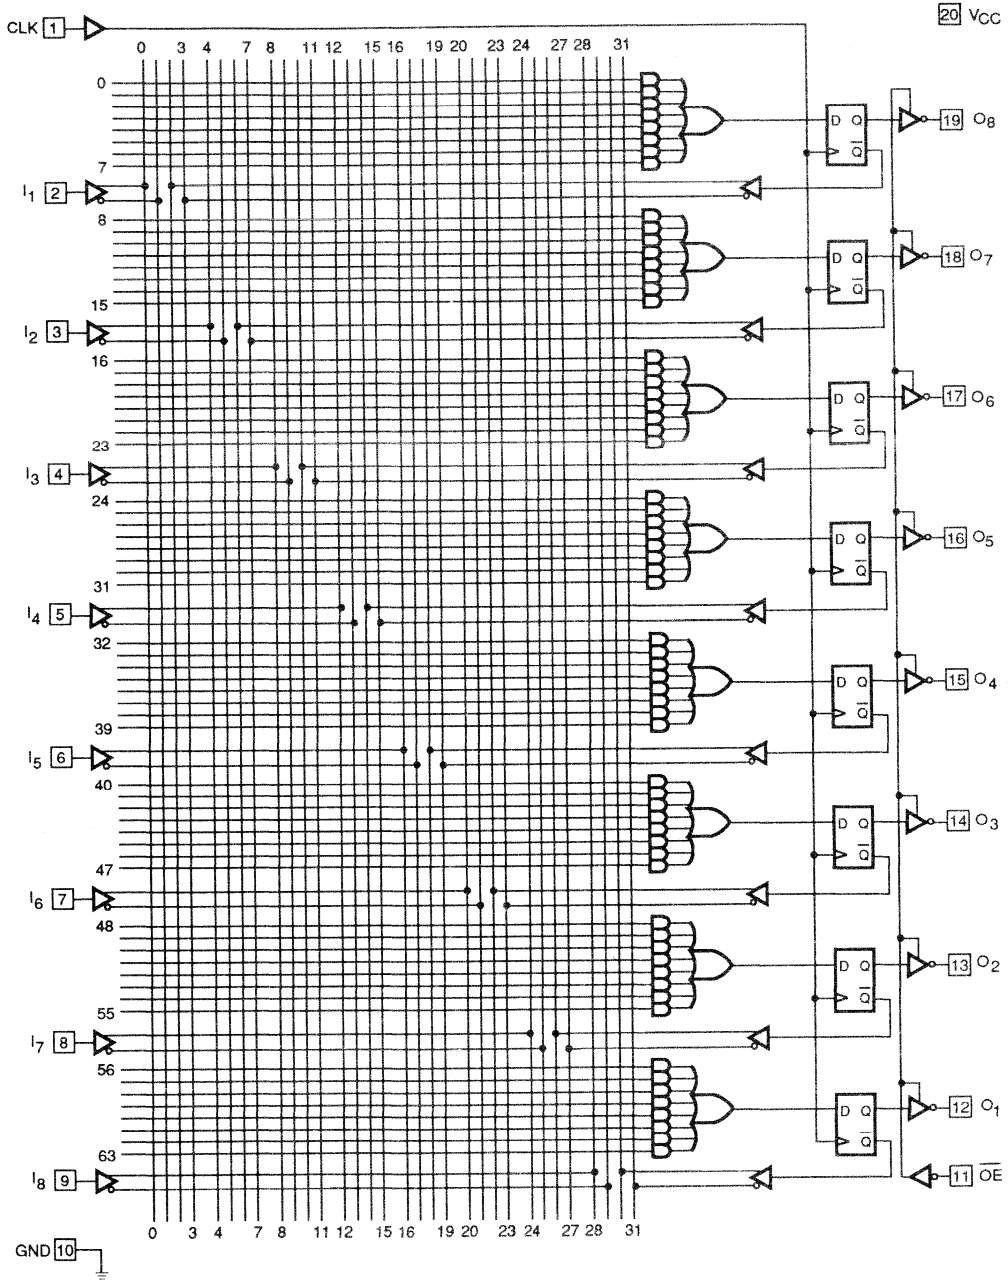 CLK 1
20 VCC
0 3 4 7 8 11 12 15 16 19 20 23 24 27 28 31
0
D Q
Q̅
19 O8
7
I1 2
8
D Q
Q̅
18 O7
15
I2 3
16
D Q
Q̅
17 O6
23
I3 4
24
D Q
Q̅
16 O5
31
I4 5
32
D Q
Q̅
15 O4
39
I5 6
40
D Q
Q̅
14 O3
47
I6 7
48
D Q
Q̅
13 O2
55
I7 8
56
D Q
Q̅
12 O1
63
I8 9
11 O̅E̅
0 3 4 7 8 11 12 15 16 19 20 23 24 27 28 31
GND 10